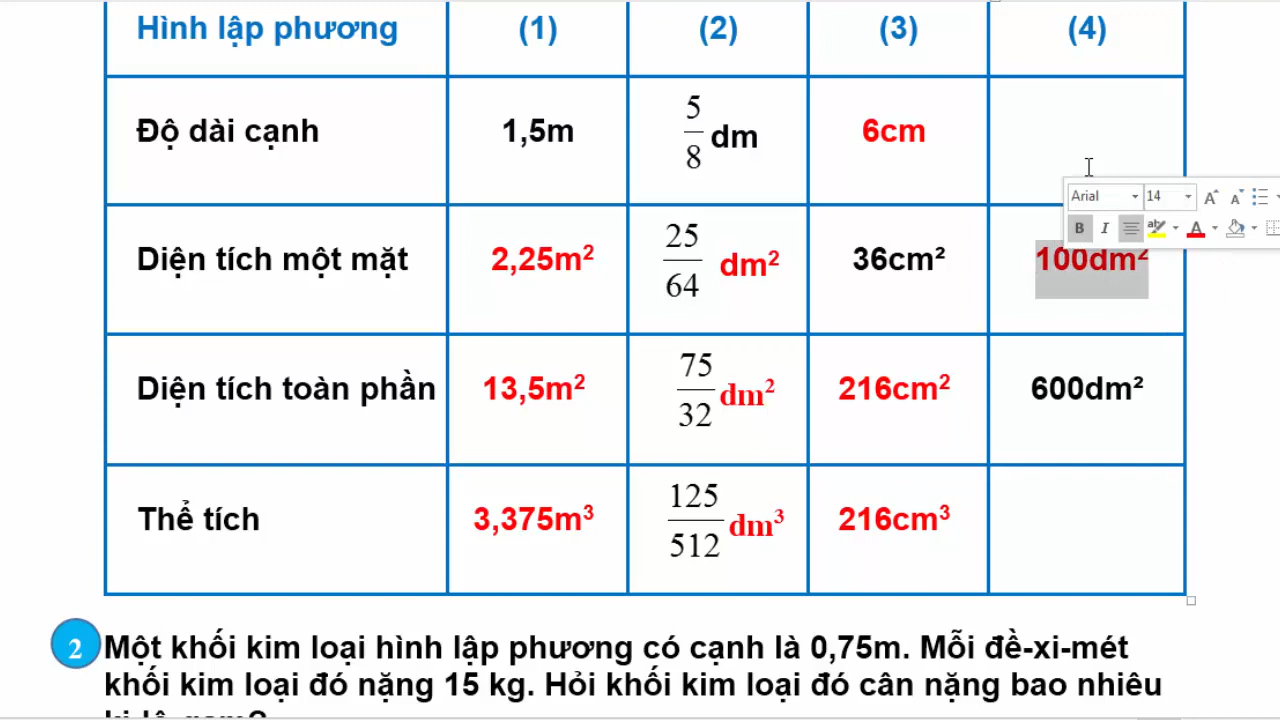 Hình lập phương (1) (2) (3) (4)
Độ dài cạnh 1,5m 5/8 dm 6cm
Arial 14
B I A
Diện tích một mặt 2,25m² 25/64 dm² 36cm² 100dm²
Diện tích toàn phần 13,5m² 75/32 dm² 216cm² 600dm²
Thể tích 3,375m³ 125/512 dm³ 216cm³
2 Một khối kim loại hình lập phương có cạnh là 0,75m. Mỗi đề-xi-mét
khối kim loại đó nặng 15 kg. Hỏi khối kim loại đó cân nặng bao nhiêu